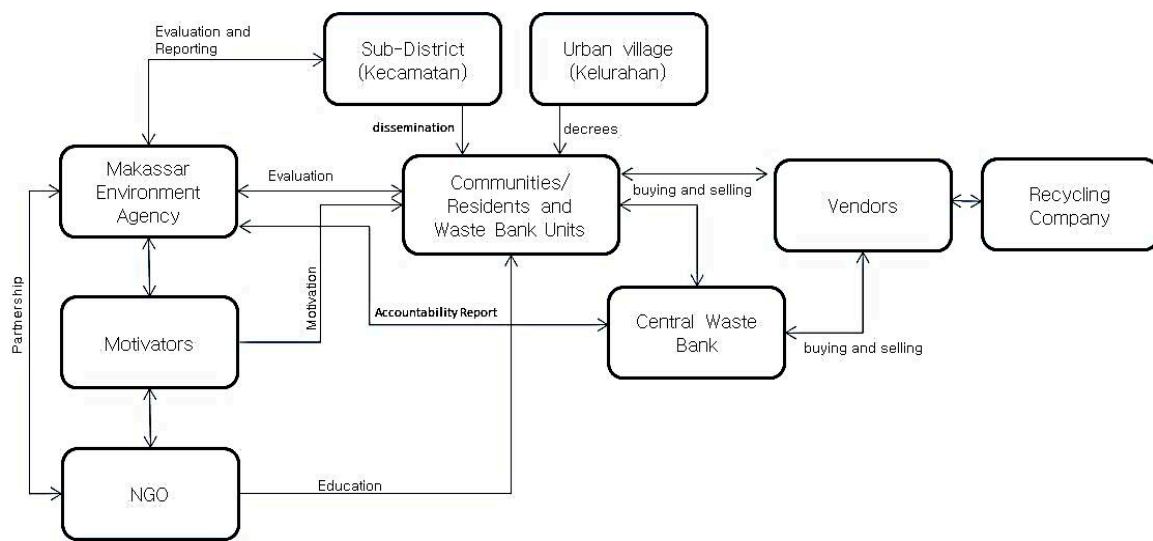 Evaluation and
Reporting
Sub-District
(Kecamatan)
Urban village
(Kelurahan)
dissemination
decrees
Makassar
Environment
Agency
Evaluation
Communities/
Residents and
Waste Bank Units
buying and selling
Vendors
Recycling
Company
Partnership
Motivation
Motivators
Accountability Report
Central Waste
Bank
buying and selling
NGO
Education